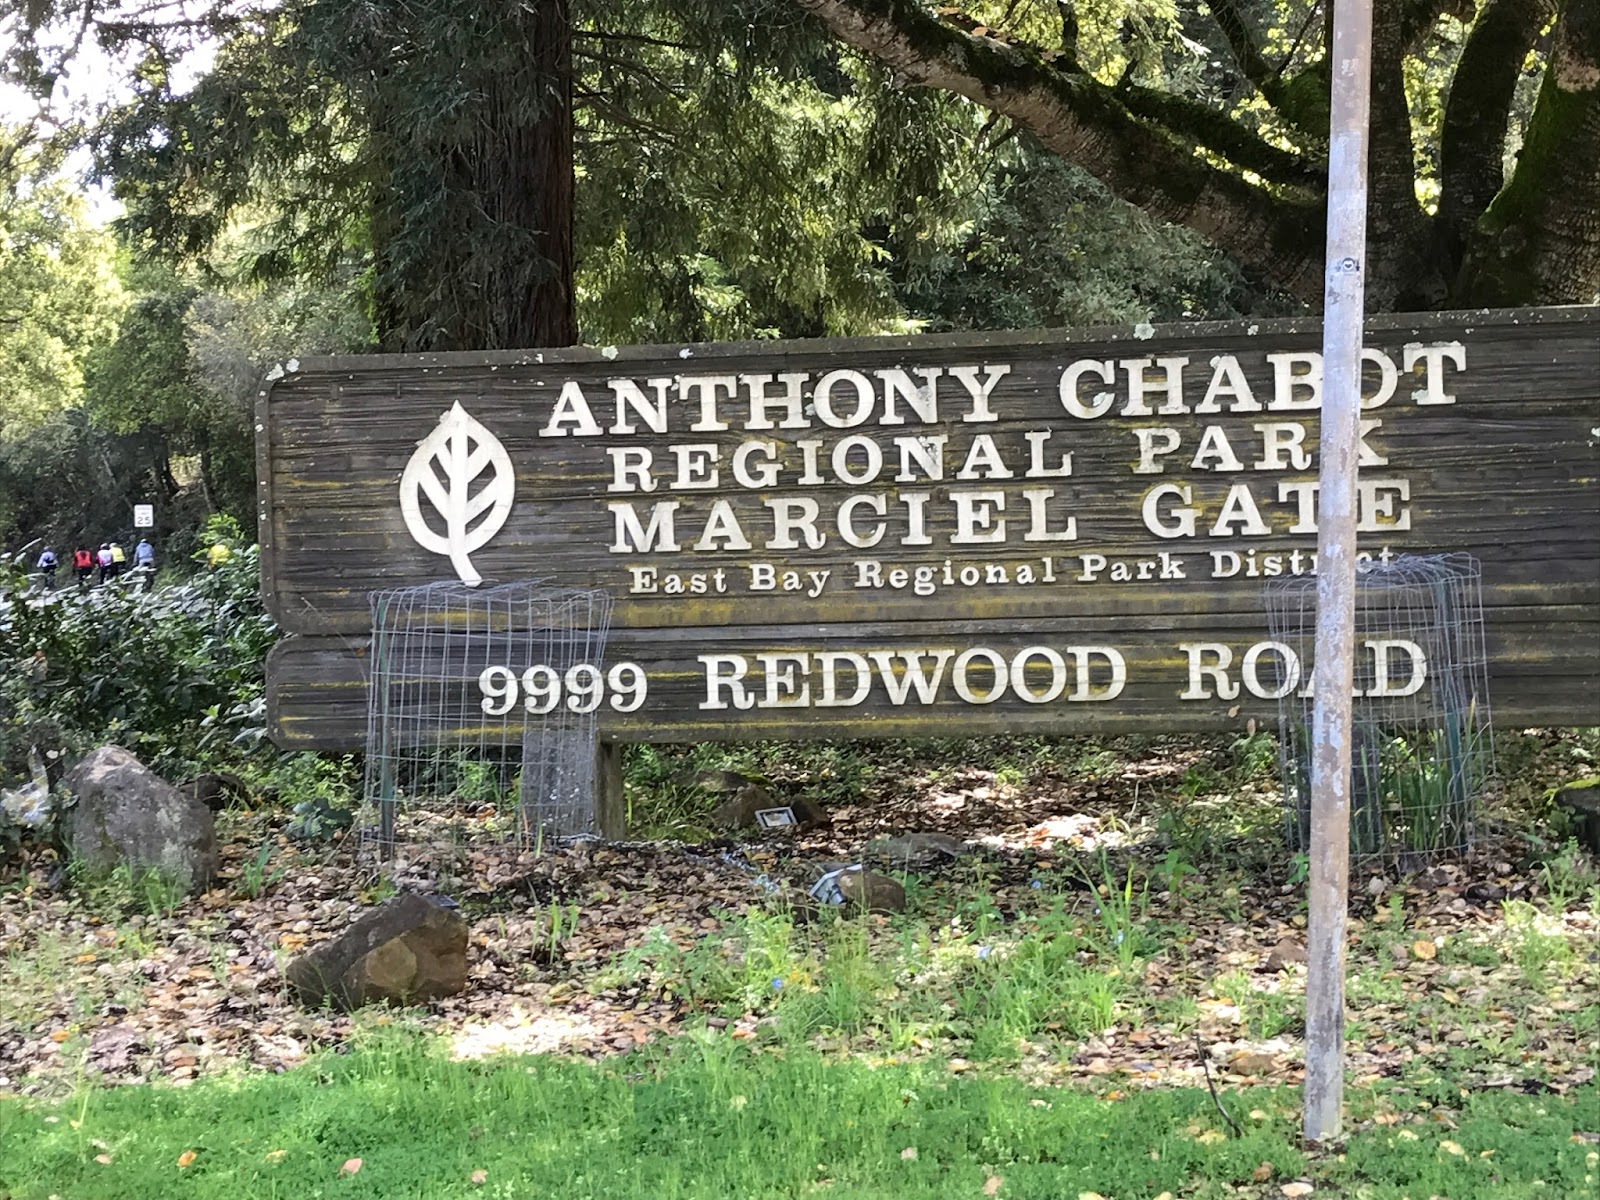 ANTHONY CHABOT
REGIONAL PARK
MARCIEL GATE
East Bay Regional Park District
9999 REDWOOD ROAD
25